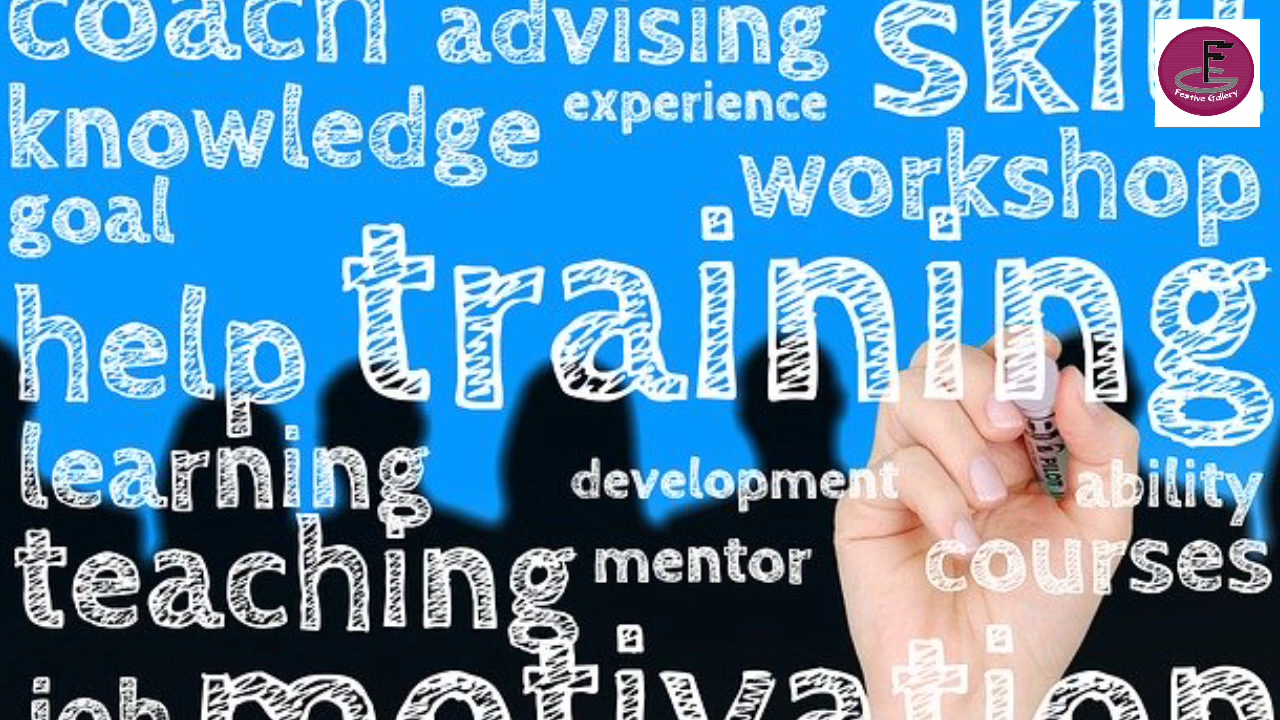 coach advising skill
knowledge experience
workshop
goal
training
help
learning development ability
teaching mentor courses
job motivation
Festive Gallery
F
PILOT